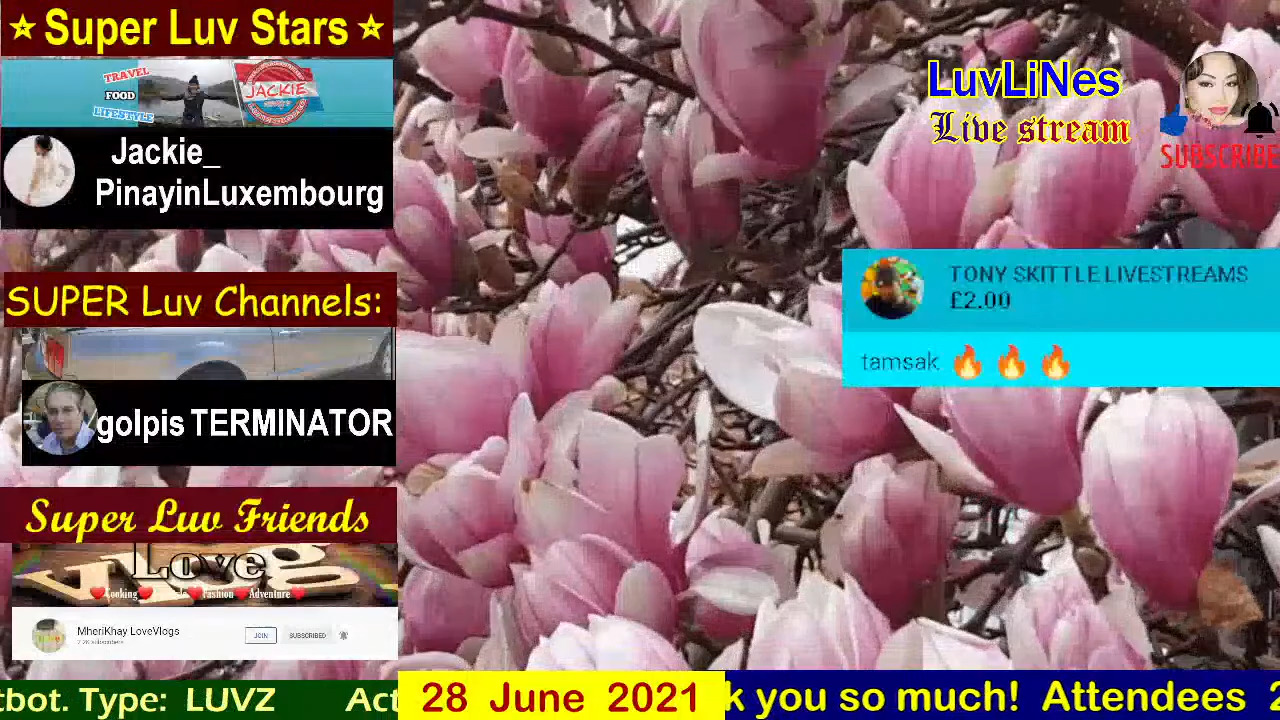 ☆ Super Luv Stars ☆
TRAVEL
FOOD
LIFESTYLE
JACKIE
Jackie_
PinayinLuxembourg
SUPER Luv Channels:
golpis TERMINATOR
Super Luv Friends
Love
Fashion❤Adventure❤
MheriKhay LoveVlogs
JOIN
SUBSCRIBED
LuvLiNes
Live stream
SUBSCRIBE
TONY SKITTLE LIVESTREAMS
£2.00
tamsak 🔥 🔥 🔥
tbot. Type: LUVZ Act
28 June 2021
k you so much! Attendees 2